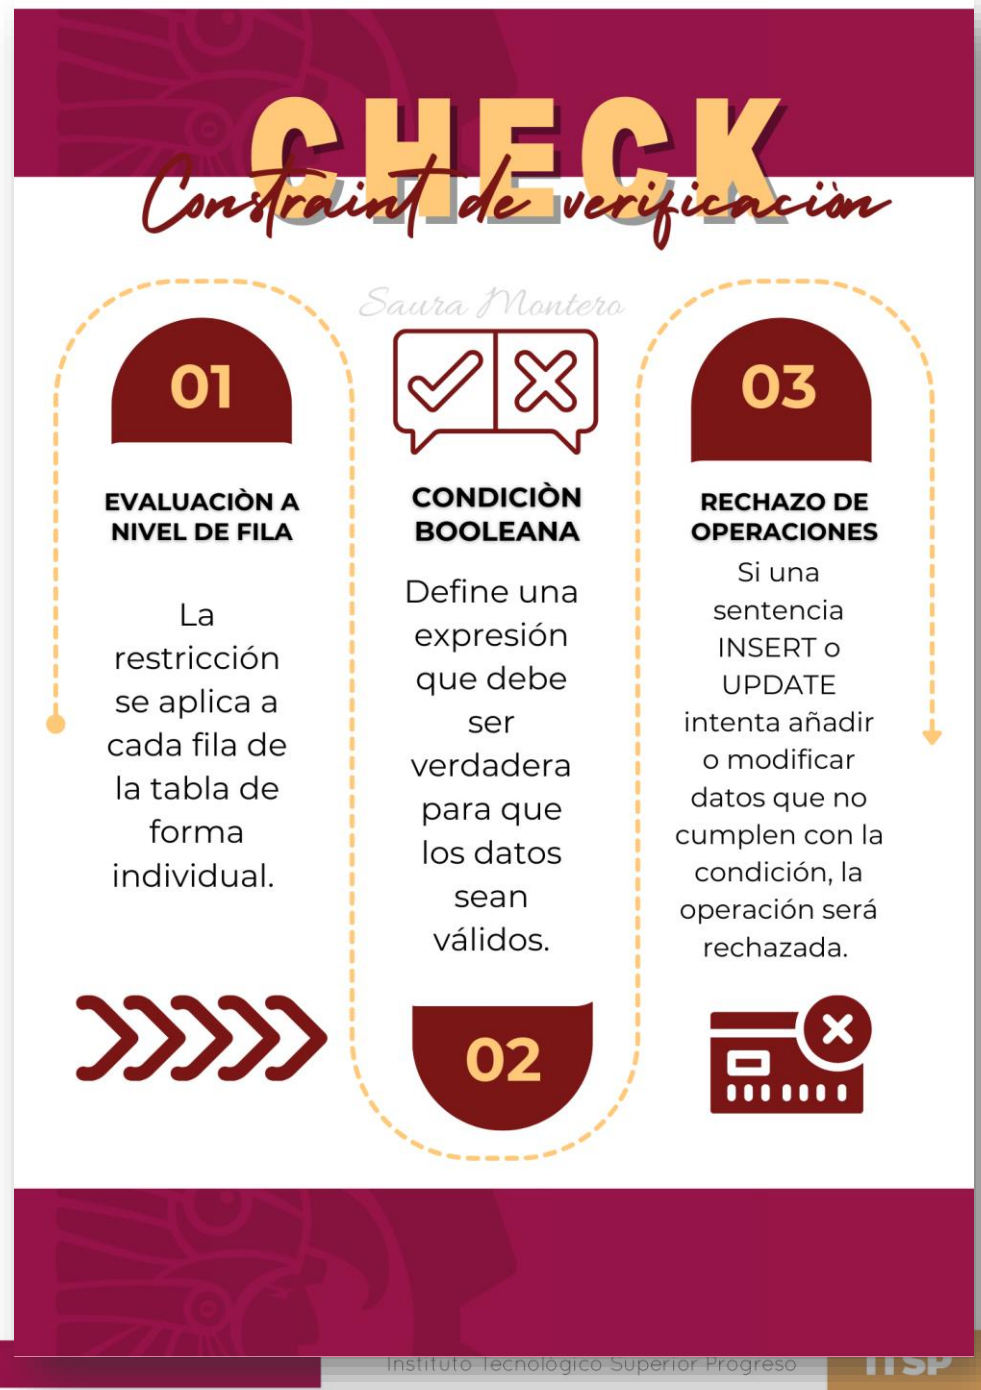 CHECK
Constraint de verificaciòn
Saura Montero
01
EVALUACIÒN A
NIVEL DE FILA
La
restricción
se aplica a
cada fila de
la tabla de
forma
individual.
CONDICIÒN
BOOLEANA
Define una
expresión
que debe
ser
verdadera
para que
los datos
sean
válidos.
02
03
RECHAZO DE
OPERACIONES
Si una
sentencia
INSERT o
UPDATE
intenta añadir
o modificar
datos que no
cumplen con la
condición, la
operación será
rechazada.
Instituto Tecnológico Superior Progreso
ITSP